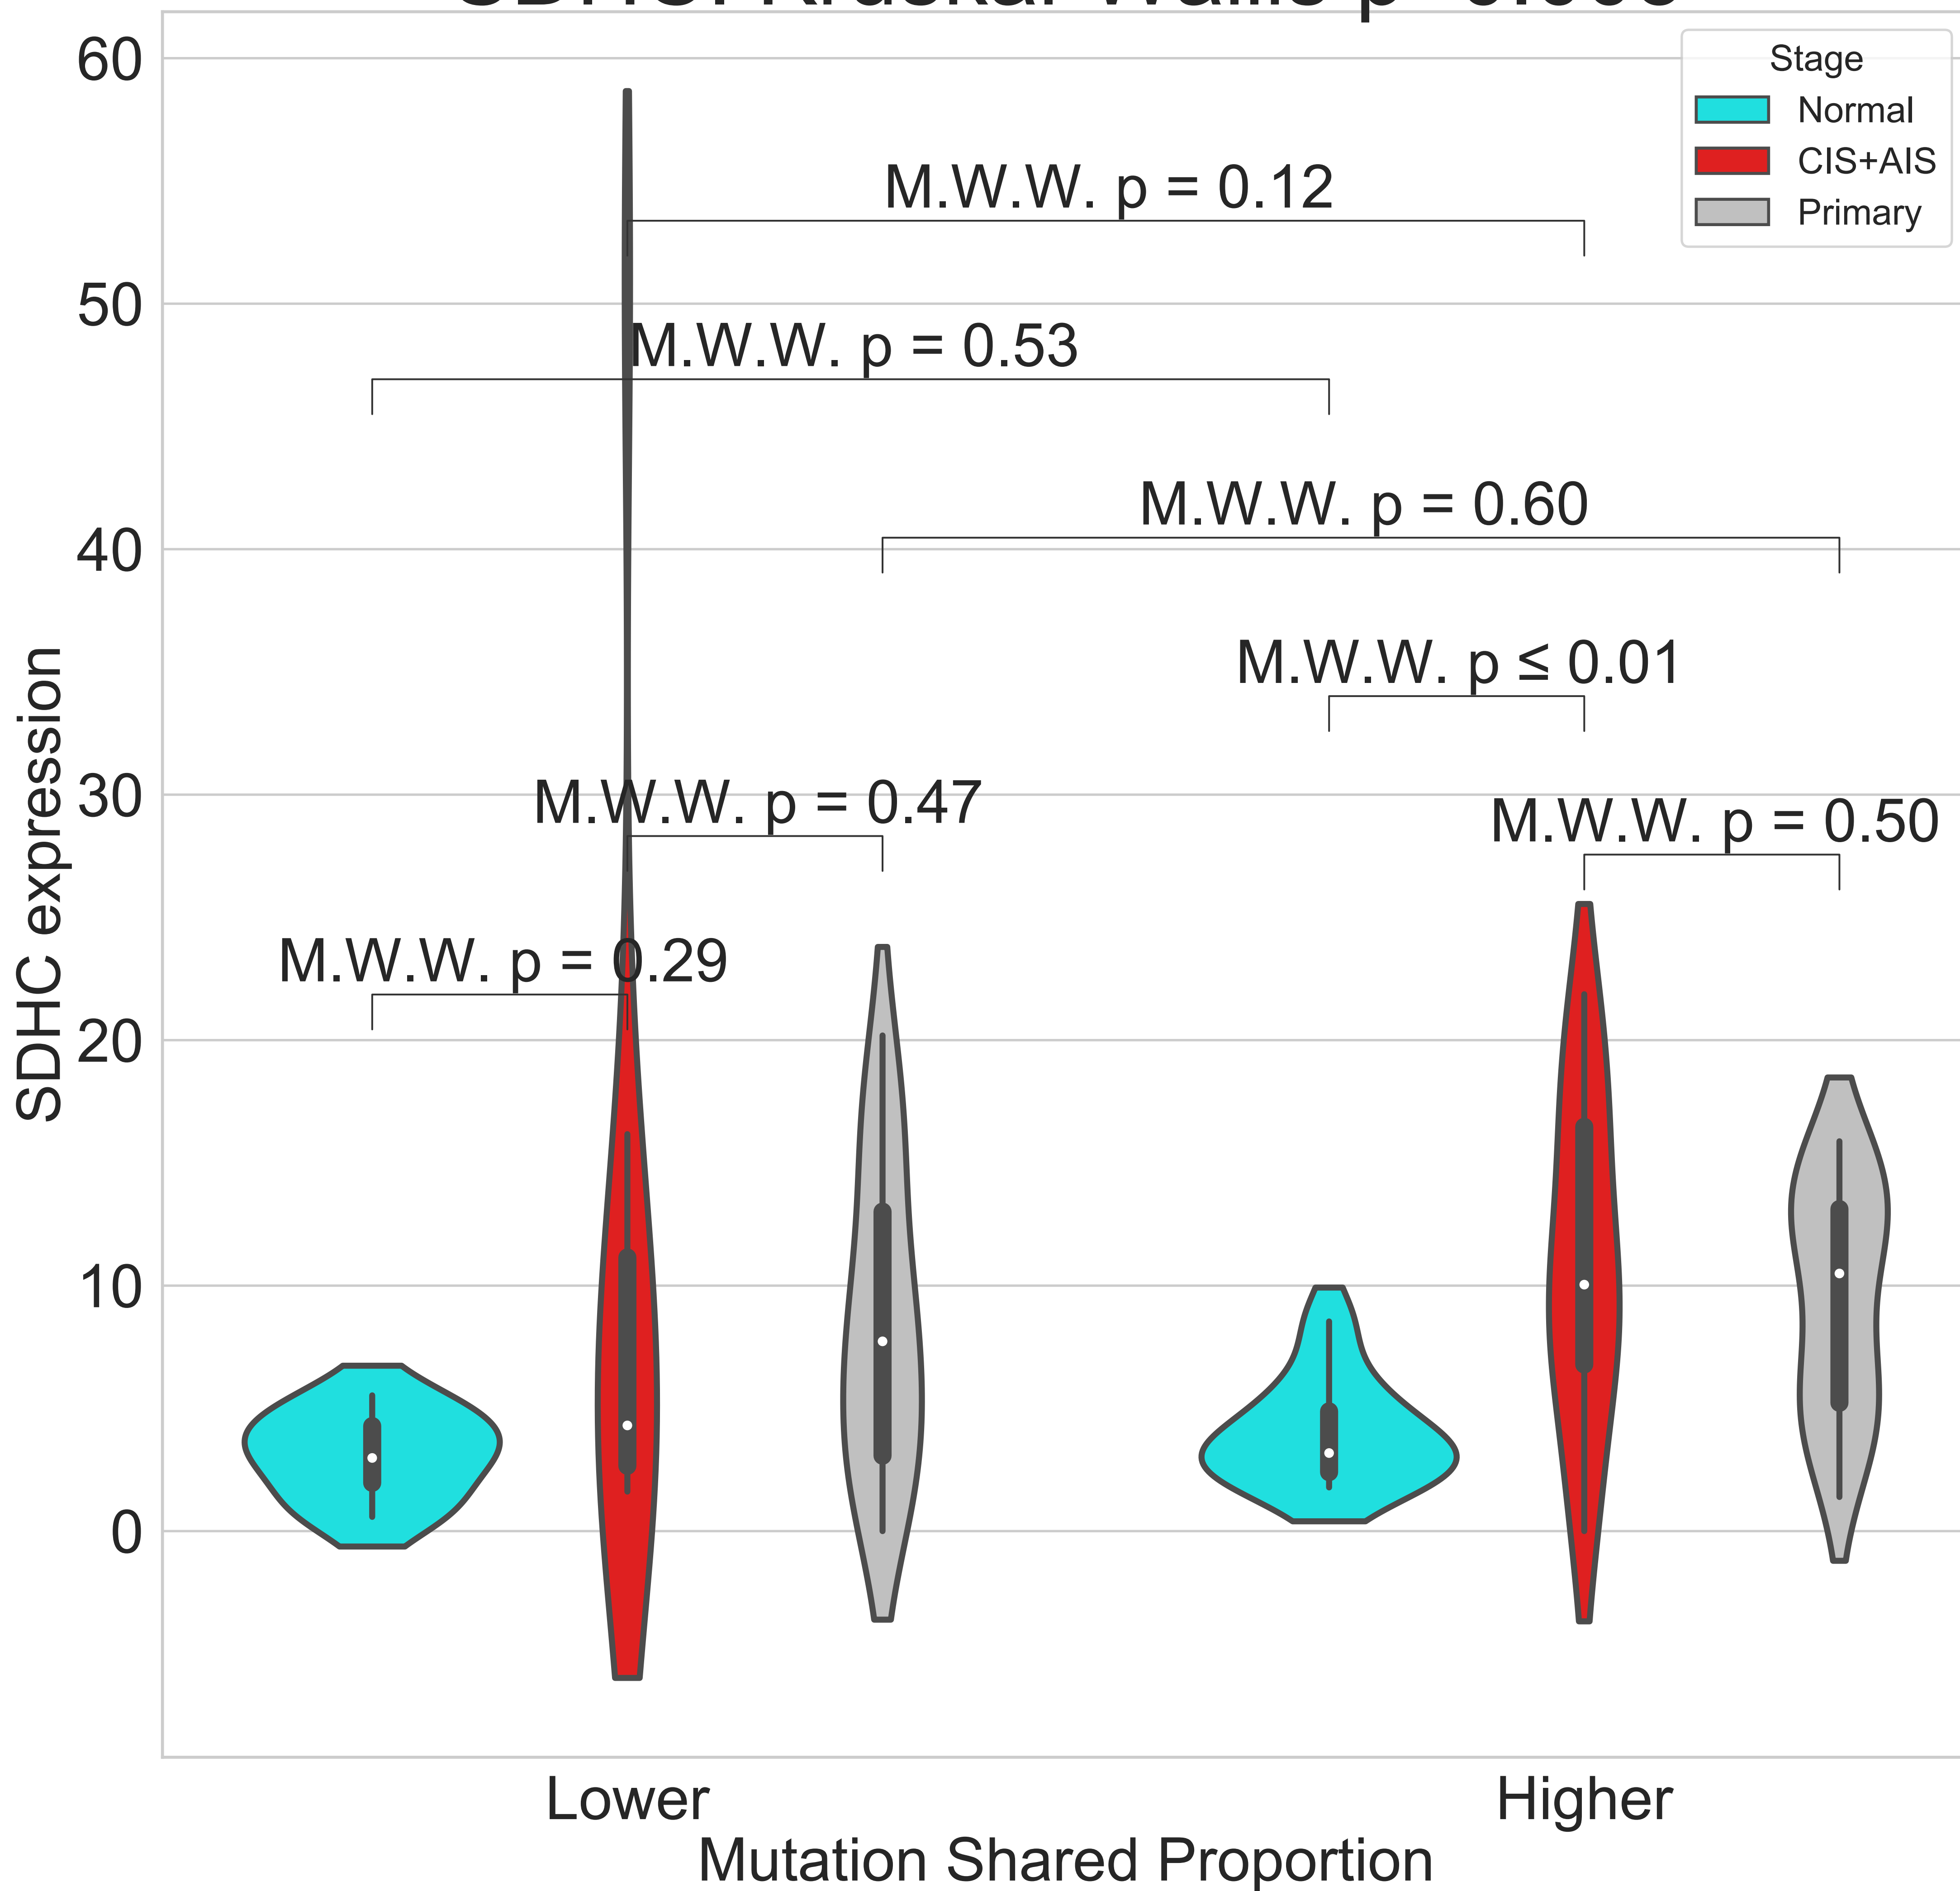 60
50
40
30
20
10
0
SDHC expression
Stage
Normal
CIS+AIS
Primary
M.W.W. p = 0.12
M.W.W. p = 0.53
M.W.W. p = 0.60
M.W.W. p ≤ 0.01
M.W.W. p = 0.47
M.W.W. p = 0.50
M.W.W. p = 0.29
Lower
Higher
Mutation Shared Proportion